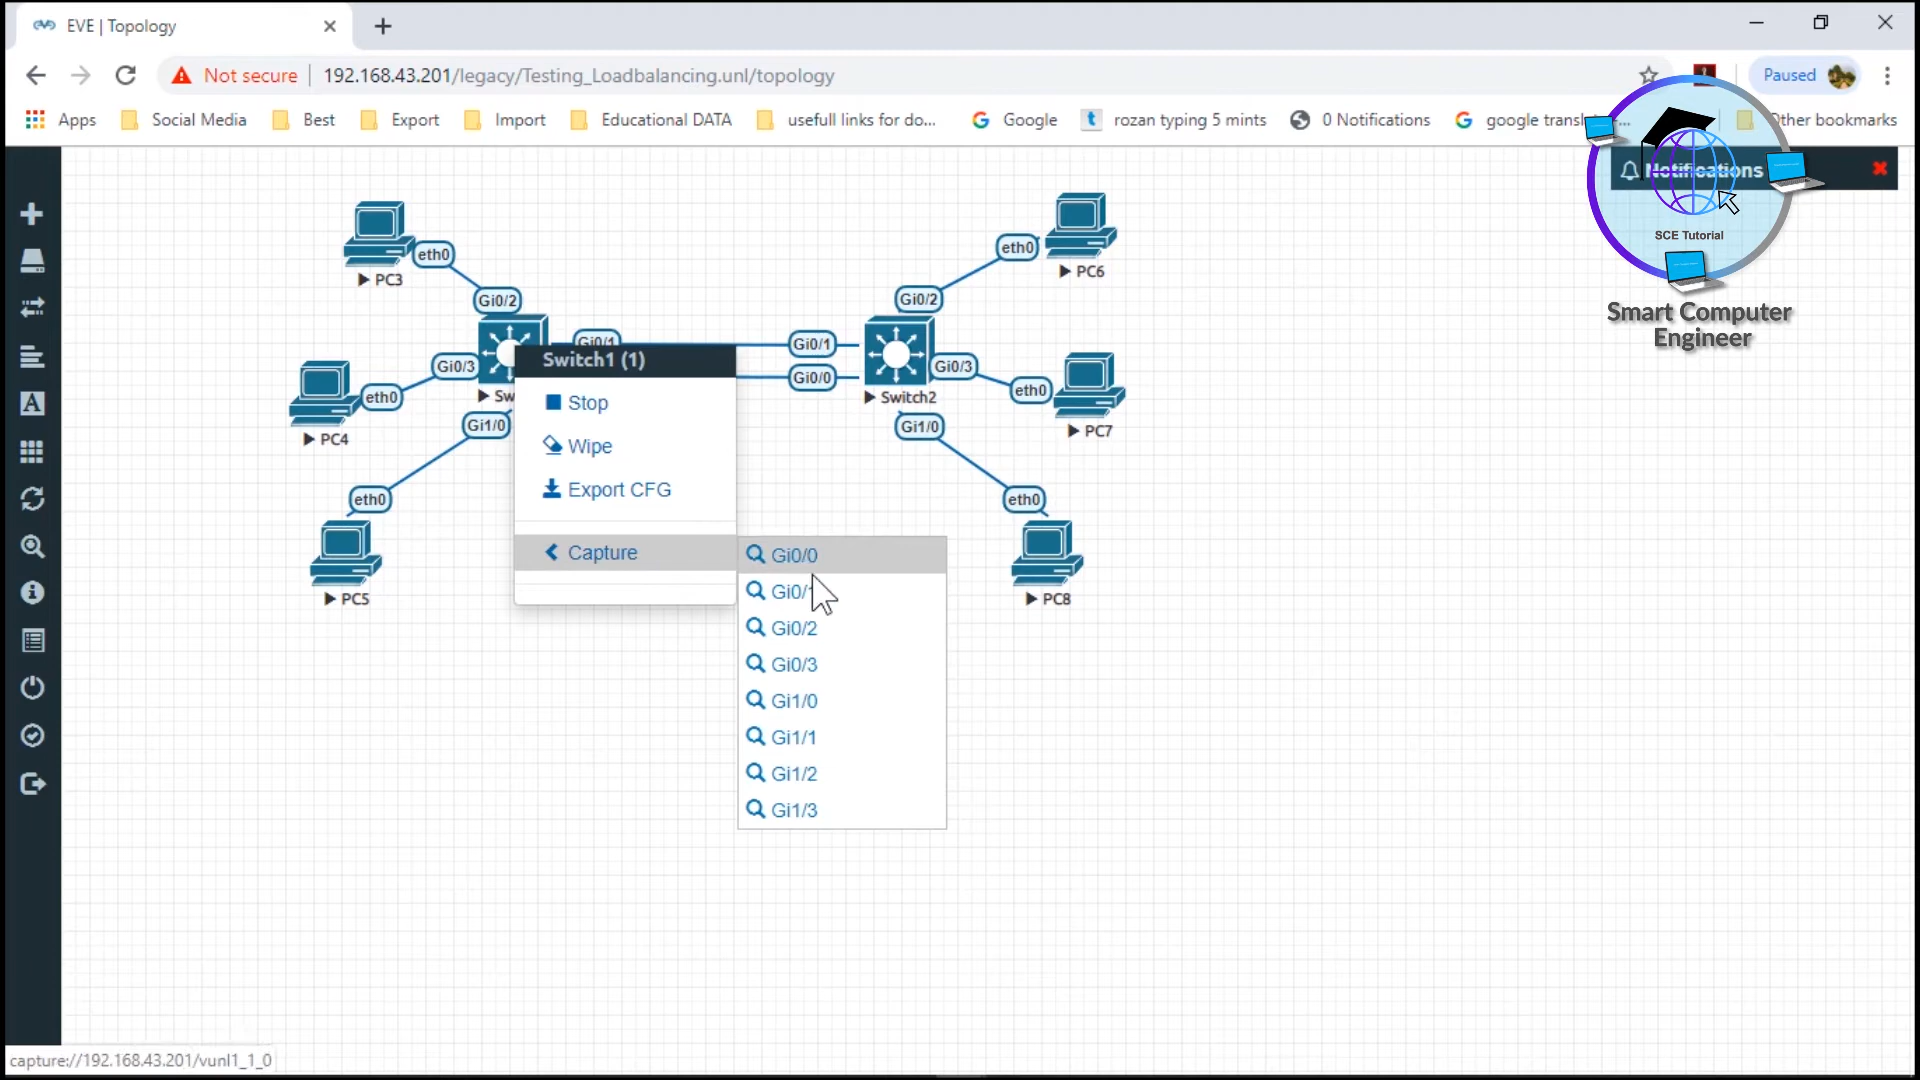 EVE | Topology
Not secure
192.168.43.201/legacy/Testing_Loadbalancing.unl/topology
Paused
Apps
Social Media
Best
Export
Import
Educational DATA
usefull links for do...
Google
t
rozan typing 5 mints
0 Notifications
google
Other bookmarks
Notifications
SCE Tutorial
Smart Computer
Engineer
PC3
eth0
Gi0/2
Gi0/1
Gi0/1
Gi0/2
eth0
PC6
PC4
eth0
Gi0/3
Sw
Gi1/0
Gi0/0
Switch2
Gi0/3
eth0
PC7
Gi1/0
eth0
PC5
eth0
PC8
Switch1 (1)
Stop
Wipe
Export CFG
Capture
Gi0/0
Gi0/1
Gi0/2
Gi0/3
Gi1/0
Gi1/1
Gi1/2
Gi1/3
A
capture://192.168.43.201/vunl1_1_0